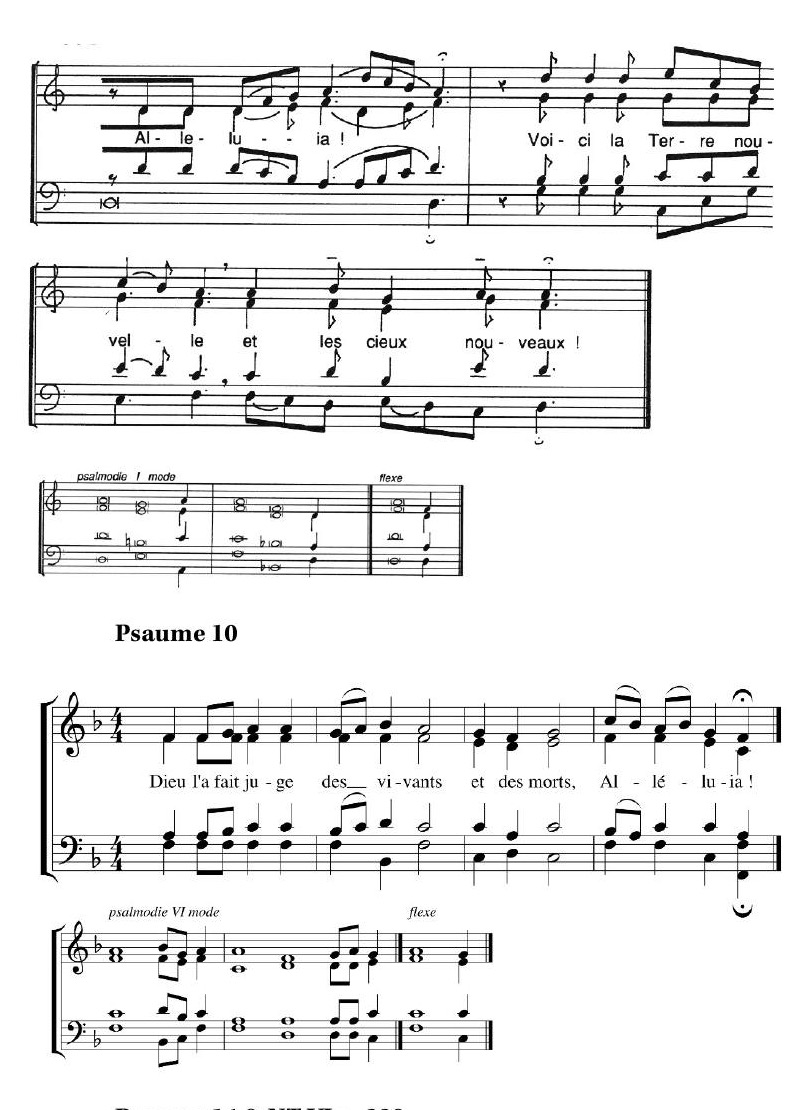 Al - le - lu - - ia ! Voi - ci la Ter - re nou -
vel - le et les cieux nou - veaux !
psalmodie I mode flexe
Psaume 10
Dieu l'a fait ju - ge des vi - vants et des morts, Al - lé - lu - ia !
psalmodie VI mode flexe